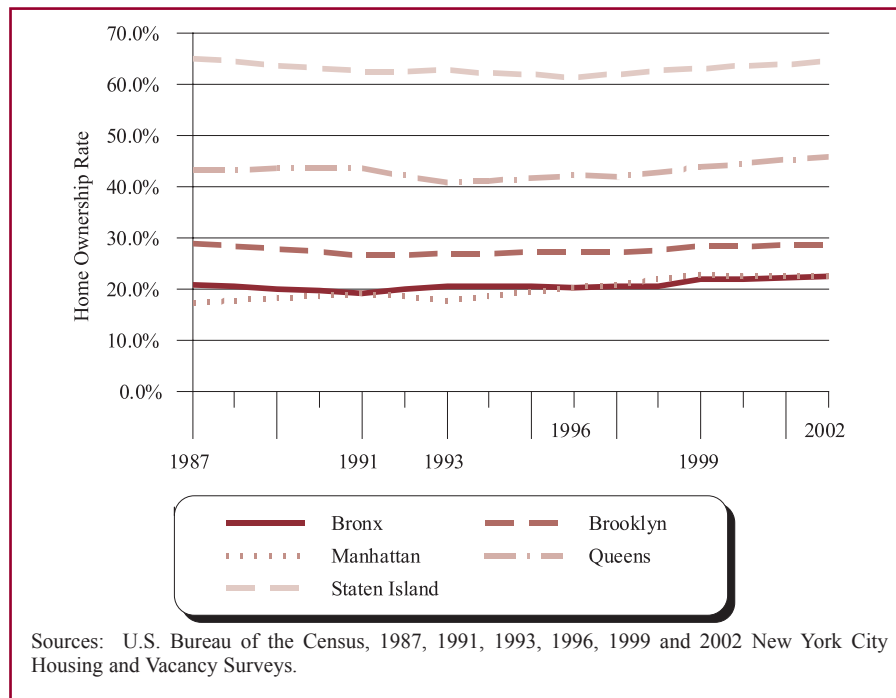 70.0%
60.0%
50.0%
40.0%
30.0%
20.0%
10.0%
0.0%
Home Ownership Rate
1996
2002
1987
1991
1993
1999
Bronx
Brooklyn
Manhattan
Queens
Staten Island
Sources: U.S. Bureau of the Census, 1987, 1991, 1993, 1996, 1999 and 2002 New York City
Housing and Vacancy Surveys.